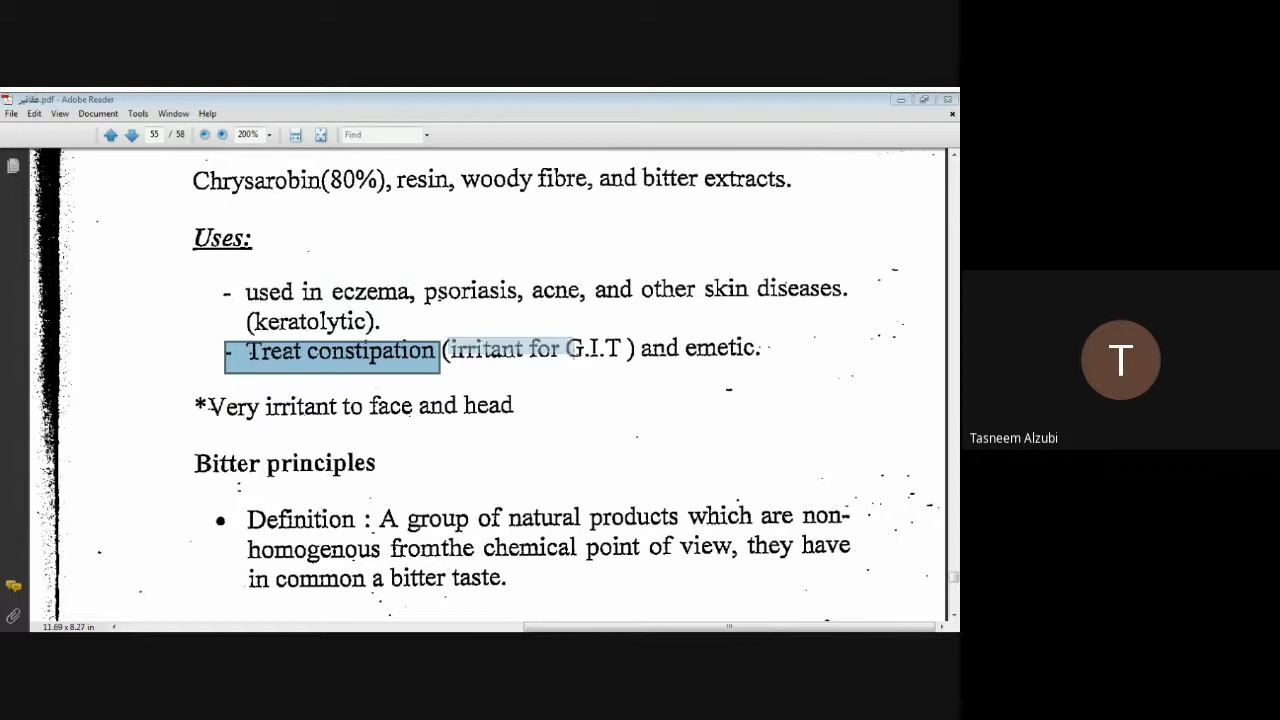 عقاقير.pdf - Adobe Reader
File Edit View Document Tools Window Help
55 / 58 200% Find
Chrysarobin(80%), resin, woody fibre, and bitter extracts.
Uses:
- used in eczema, psoriasis, acne, and other skin diseases.
(keratolytic).
- Treat constipation (irritant for G.I.T ) and emetic.
*Very irritant to face and head
Bitter principles
• Definition : A group of natural products which are non-
homogenous fromthe chemical point of view, they have
in common a bitter taste.
11.69 x 8.27 in
T
Tasneem Alzubi